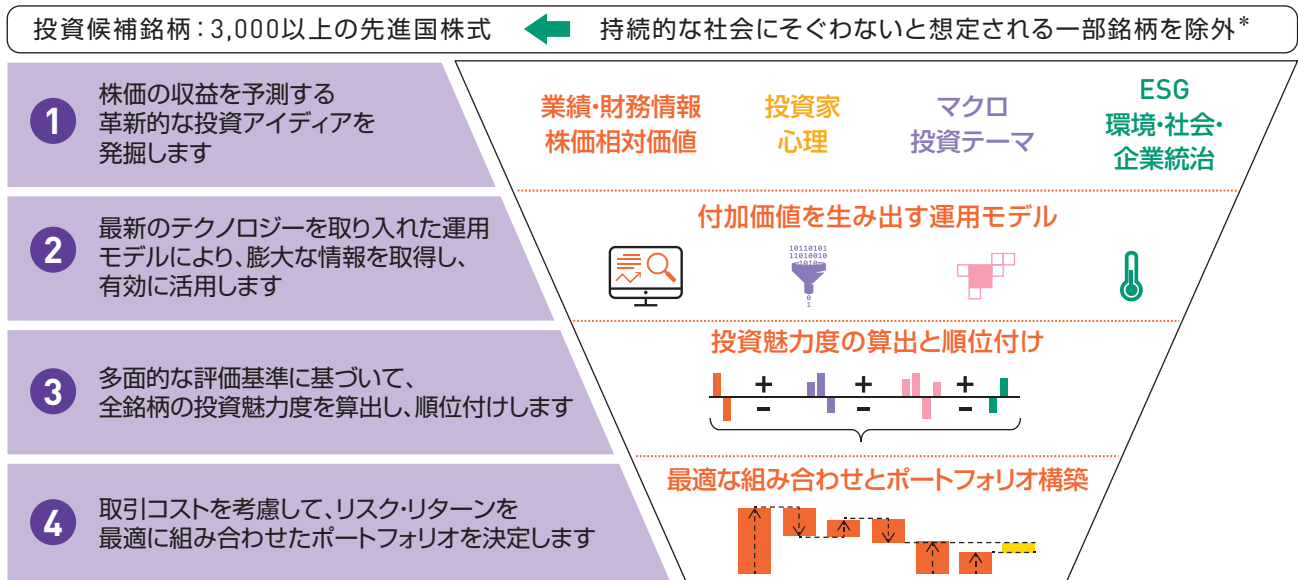 投資候補銘柄：3,000以上の先進国株式
持続的な社会にそぐわないと想定される一部銘柄を除外*
1
株価の収益を予測する
革新的な投資アイディアを
発掘します
業績・財務情報
株価相対価値
投資家
心理
マクロ
投資テーマ
ESG
環境・社会・
企業統治
2
最新のテクノロジーを取り入れた運用
モデルにより、膨大な情報を取得し、
有効に活用します
付加価値を生み出す運用モデル
10110101
11010010
1010
0
1
3
多面的な評価基準に基づいて、
全銘柄の投資魅力度を算出し、順位付けします
投資魅力度の算出と順位付け
+ + +
− − −
4
取引コストを考慮して、リスク・リターンを
最適に組み合わせたポートフォリオを決定します
最適な組み合わせとポートフォリオ構築